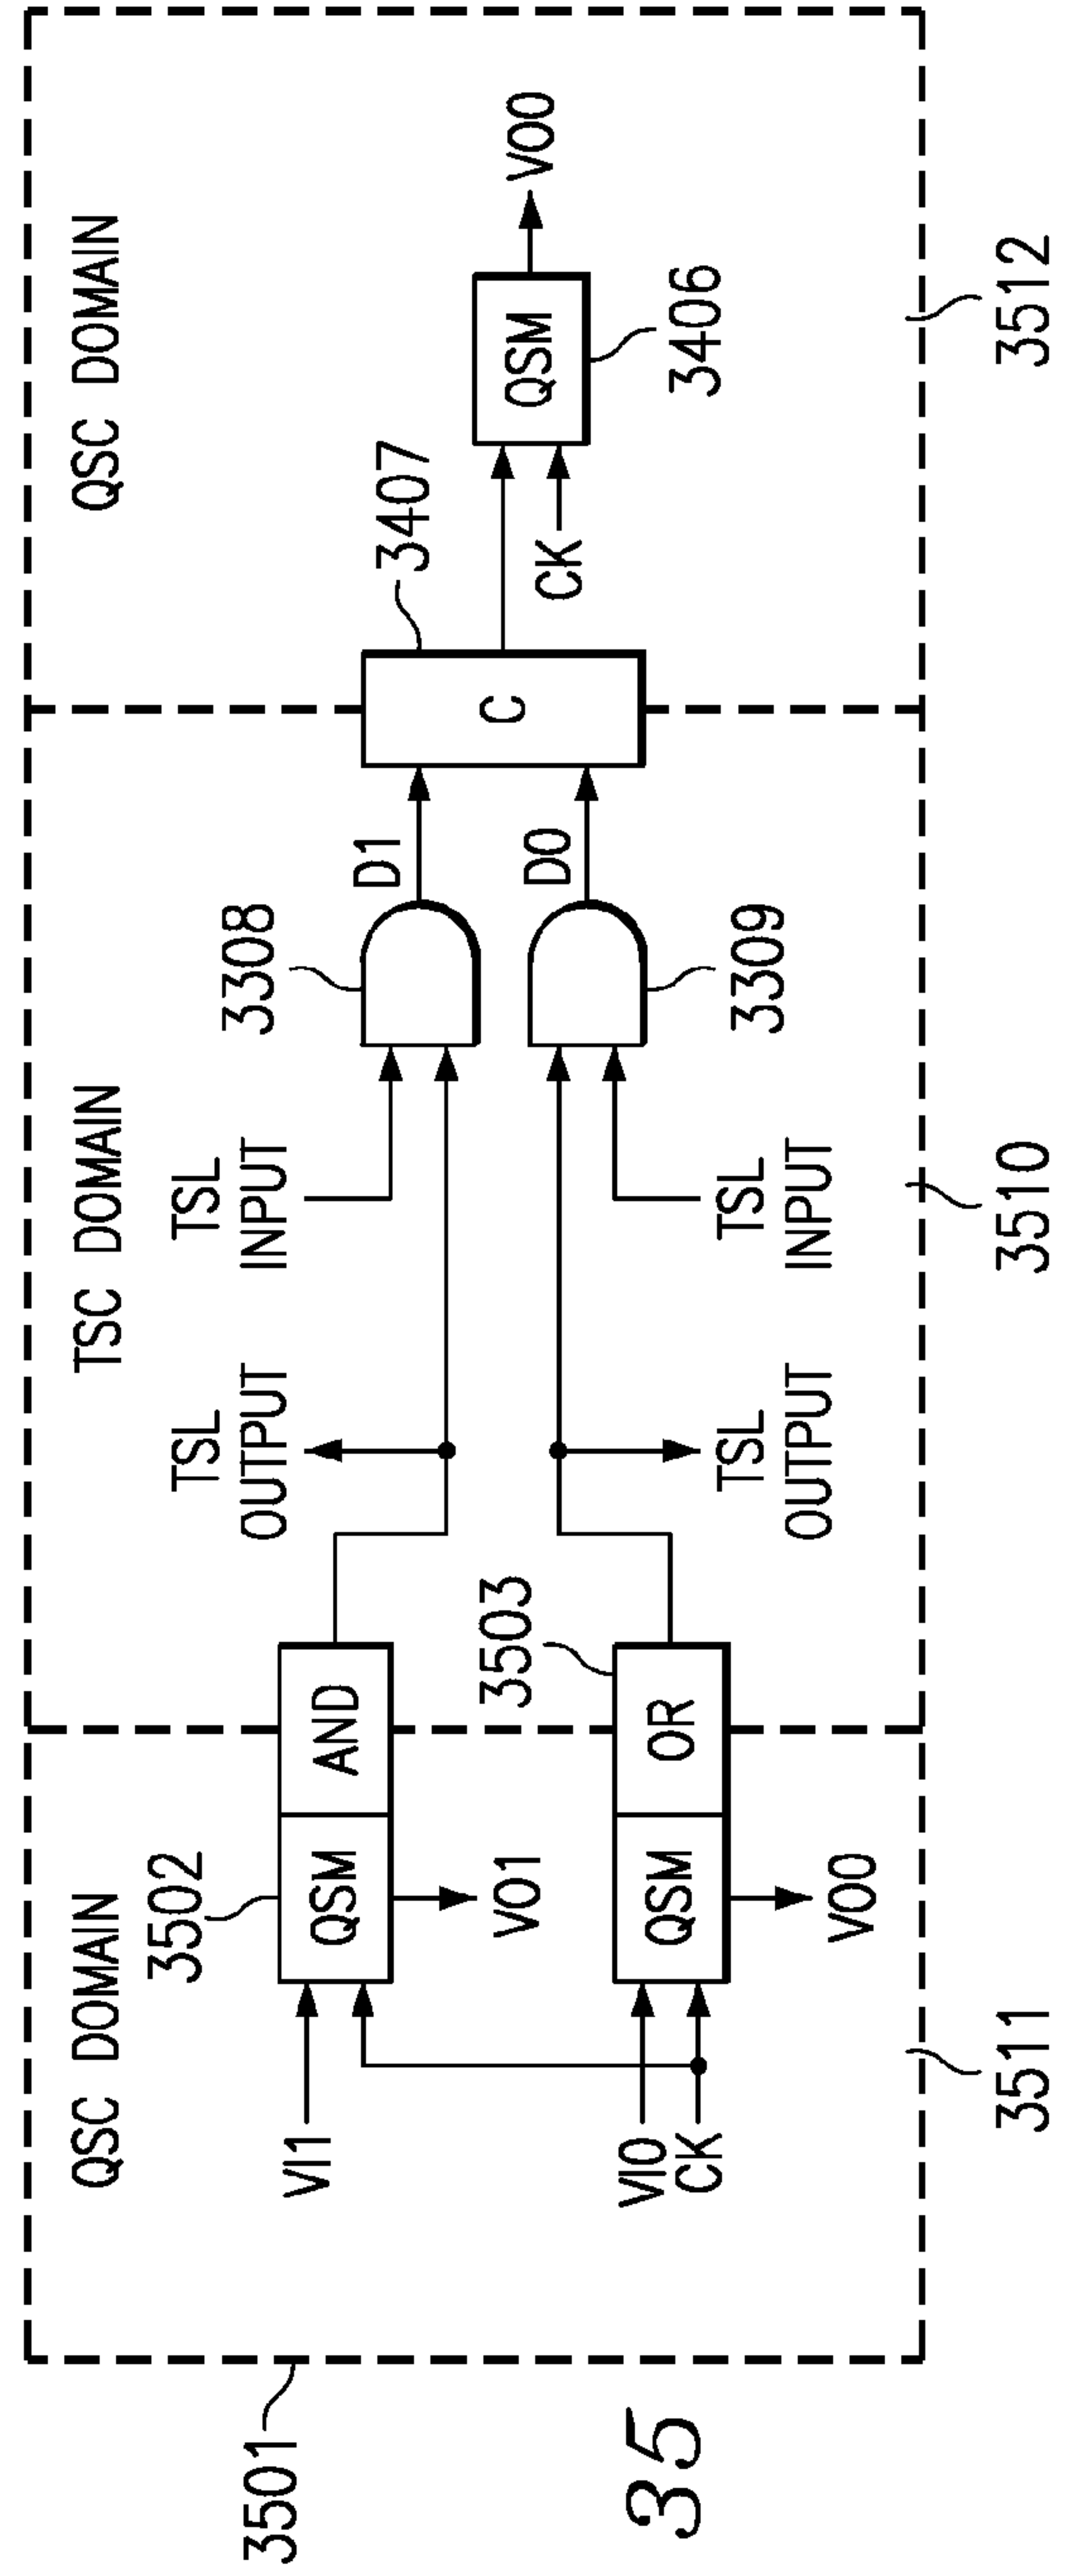 QSC DOMAIN
TSC DOMAIN
QSC DOMAIN
3501
3502
VI1
QSM
AND
VO1
VI0
CK
QSM
OR
3503
VO0
TSL
OUTPUT
TSL
OUTPUT
TSL
INPUT
TSL
INPUT
3308
D1
D0
3309
C
3407
CK
QSM
3406
VO0
3511
3510
3512
35